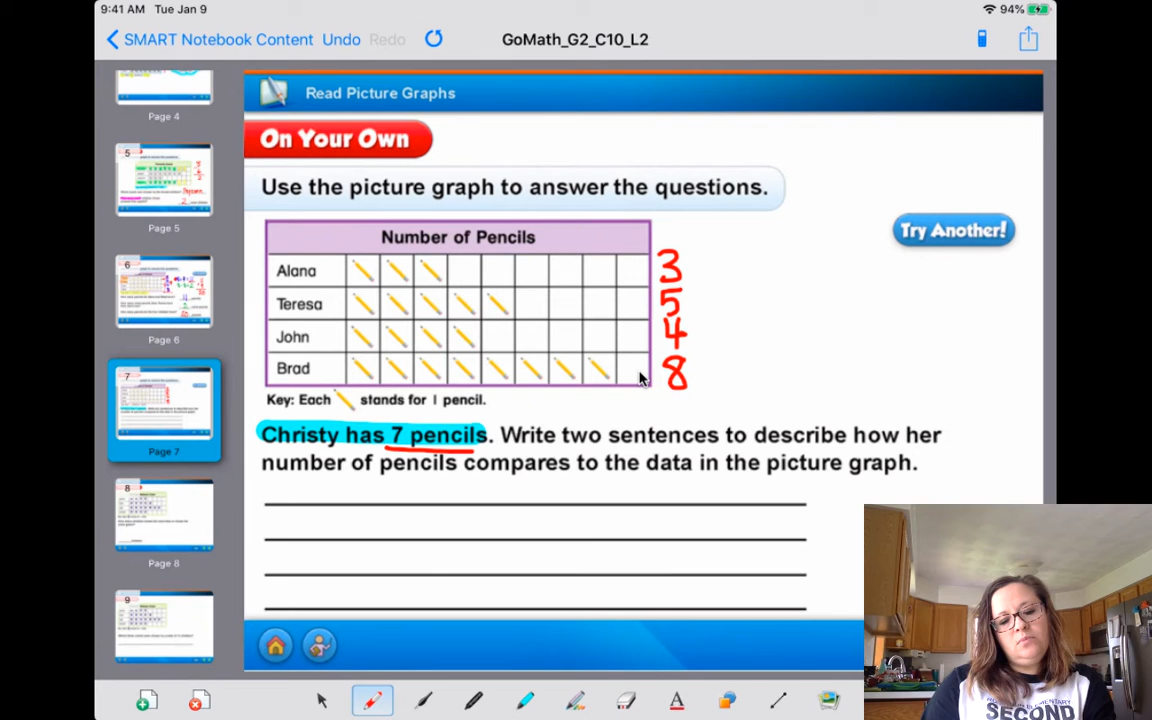 9:41 AM Tue Jan 9
94%
SMART Notebook Content Undo Redo
GoMath_G2_C10_L2
Page 4
5
Page 5
6
Page 6
7
Page 7
8
Page 8
9
Read Picture Graphs
On Your Own
Use the picture graph to answer the questions.
Try Another!
Number of Pencils
Alana 3
Teresa 5
John 4
Brad 8
Key: Each stands for 1 pencil.
Christy has 7 pencils. Write two sentences to describe how her
number of pencils compares to the data in the picture graph.
A
SECOND